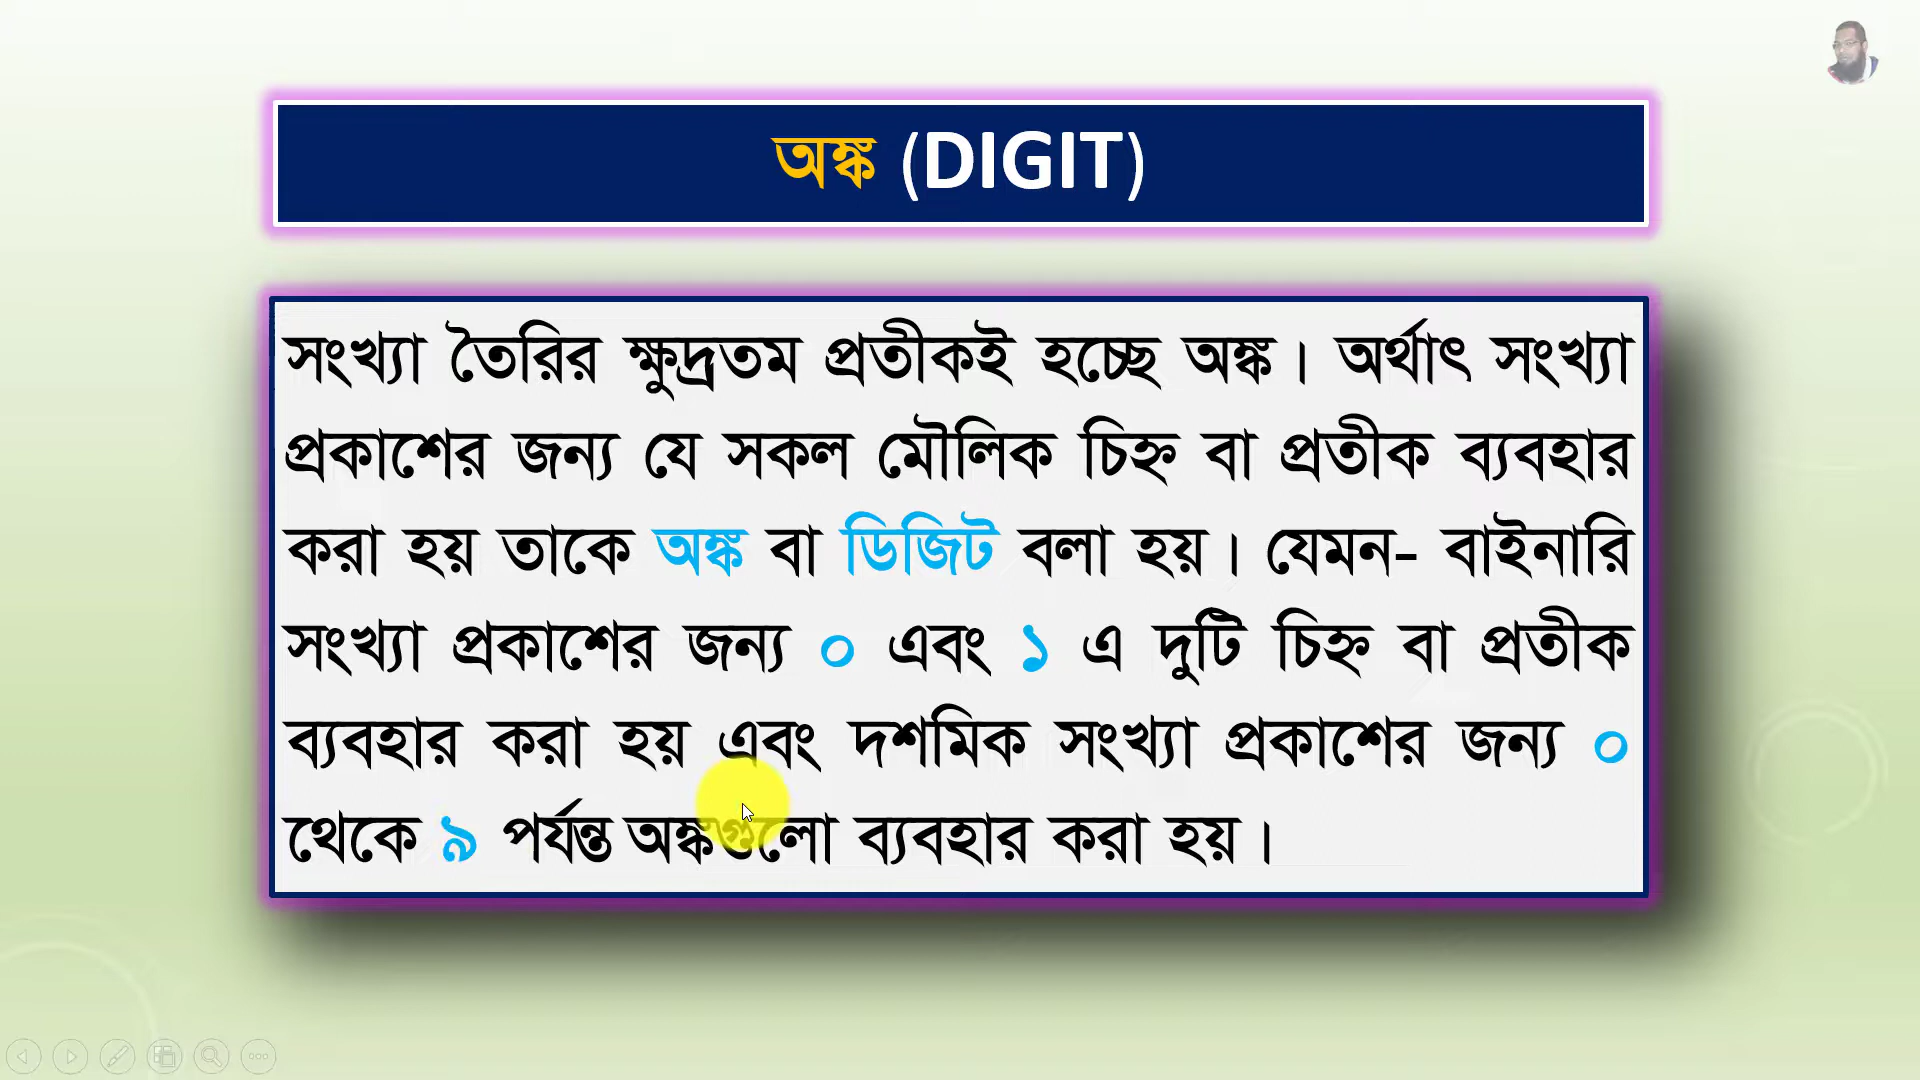 অঙ্ক (DIGIT)
সংখ্যা তৈরির ক্ষুদ্রতম প্রতীকই হচ্ছে অঙ্ক। অর্থাৎ সংখ্যা
প্রকাশের জন্য যে সকল মৌলিক চিহ্ন বা প্রতীক ব্যবহার
করা হয় তাকে অঙ্ক বা ডিজিট বলা হয়। যেমন- বাইনারি
সংখ্যা প্রকাশের জন্য ০ এবং ১ এ দুটি চিহ্ন বা প্রতীক
ব্যবহার করা হয় এবং দশমিক সংখ্যা প্রকাশের জন্য ০
থেকে ৯ পর্যন্ত অঙ্কগুলো ব্যবহার করা হয়।